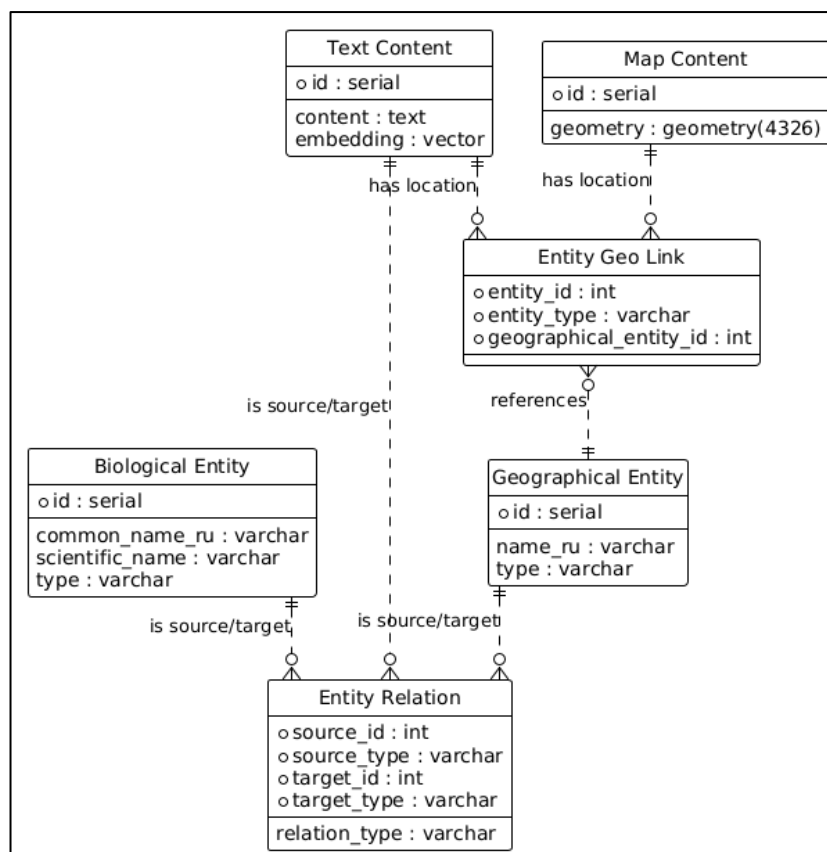 Text Content
id : serial
content : text
embedding : vector
Map Content
id : serial
geometry : geometry(4326)
has location
has location
Entity Geo Link
entity_id : int
entity_type : varchar
geographical_entity_id : int
references
is source/target
Biological Entity
id : serial
common_name_ru : varchar
scientific_name : varchar
type : varchar
Geographical Entity
id : serial
name_ru : varchar
type : varchar
is source/target
is source/target
Entity Relation
source_id : int
source_type : varchar
target_id : int
target_type : varchar
relation_type : varchar